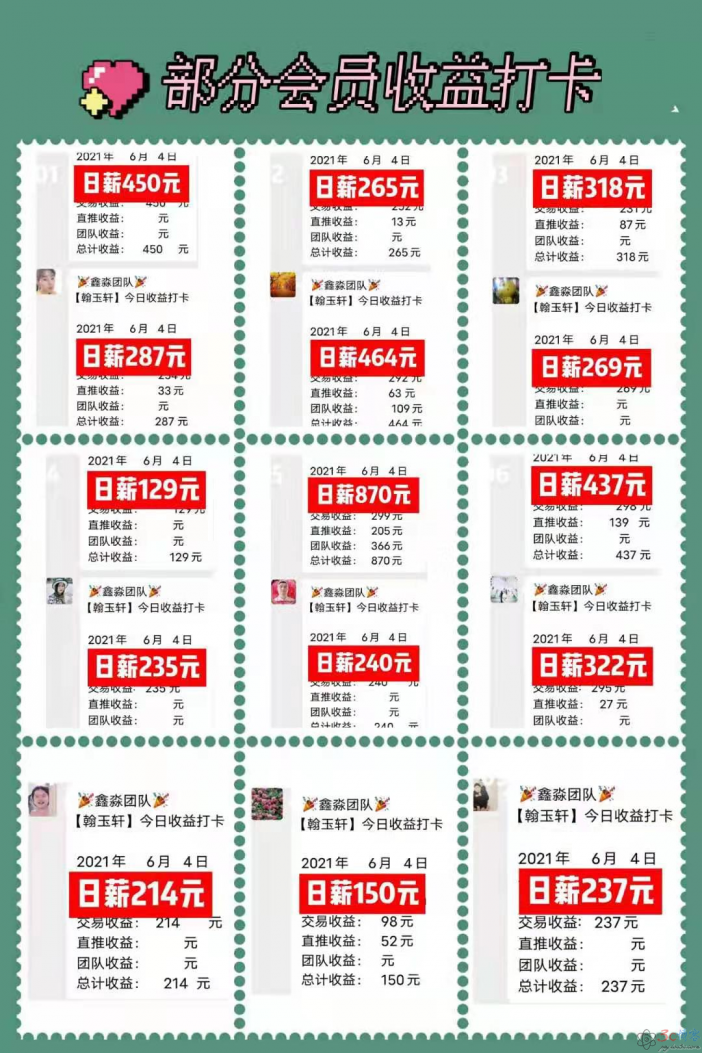 部分会员收益打卡
2021年 6月 4日
日薪450元
交易收益: 450 元
直推收益: 元
团队收益: 元
总计收益: 450 元
🎉鑫淼团队🎉
【翰玉轩】今日收益打卡
2021年 6月 4日
日薪287元
直推收益: 33元
团队收益: 元
总计收益: 287 元
2021年 6月 4日
日薪265元
交易收益: 252元
直推收益: 13元
团队收益: 元
总计收益: 265元
🎉鑫淼团队🎉
【翰玉轩】今日收益打卡
2021年 6月 4日
日薪464元
交易收益: 292元
直推收益: 63 元
团队收益: 109元
总计收益: 464元
03
2021年 6月 4日
日薪318元
交易收益: 231元
直推收益: 87元
团队收益: 元
总计收益: 318 元
🎉鑫淼团队🎉
【翰玉轩】今日收益打卡
2021年 6月 4日
日薪269元
交易收益: 269元
直推收益: 元
团队收益: 元
2021年 6月 4日
日薪129元
交易收益: 129元
直推收益: 元
团队收益: 元
总计收益: 129元
🎉鑫淼团队🎉
【翰玉轩】今日收益打卡
2021年 6月 4日
日薪235元
交易收益: 235 元
直推收益: 元
团队收益: 元
2021年 6月 4日
日薪870元
交易收益: 299元
直推收益: 205元
团队收益: 366元
总计收益: 870元
🎉鑫淼团队🎉
【翰玉轩】今日收益打卡
2021年 6月 4日
日薪240元
交易收益: 240 元
直推收益: 元
团队收益: 元
总计收益: 240 元
2021年 6月 4日
日薪437元
交易收益: 298元
直推收益: 139 元
团队收益: 元
总计收益: 437元
🎉鑫淼团队🎉
【翰玉轩】今日收益打卡
2021年 6月 4日
日薪322元
交易收益: 295元
直推收益: 27元
团队收益: 元
🎉鑫淼团队🎉
【翰玉轩】今日收益打卡
2021年 6月 4日
日薪214元
交易收益: 214 元
直推收益: 元
团队收益: 元
总计收益: 214 元
🎉鑫淼团队🎉
【翰玉轩】今日收益打卡
2021年 6月 4日
日薪150元
交易收益: 98元
直推收益: 52元
团队收益: 元
总计收益: 150元
🎉鑫淼团队🎉
【翰玉轩】今日收益打卡
2021年 6月 4日
日薪237元
交易收益: 237元
直推收益: 元
团队收益: 元
总计收益: 237元